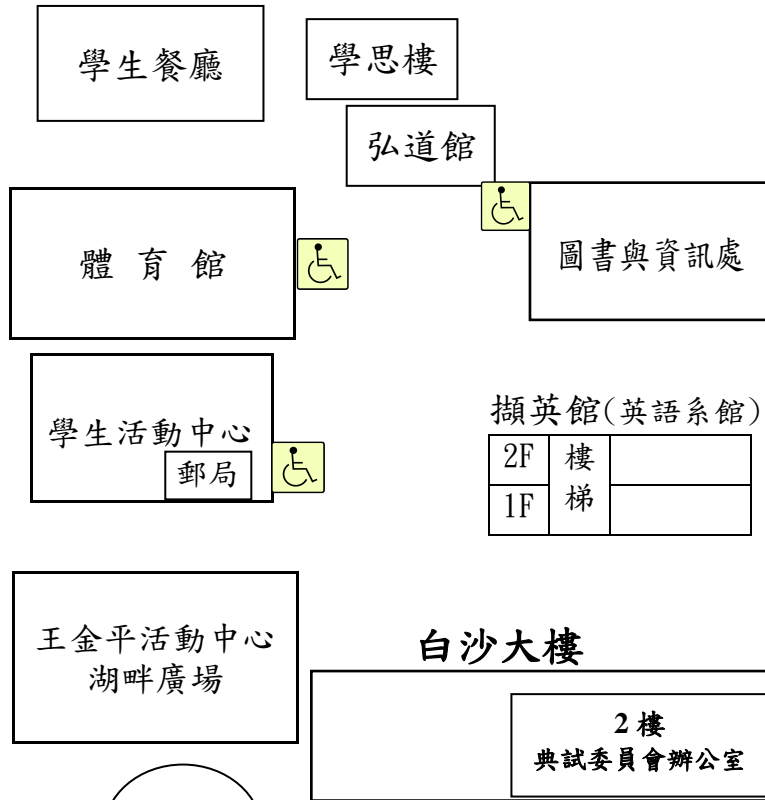 學生餐廳
學思樓
弘道館
體育館
圖書與資訊處
學生活動中心
郵局
擷英館(英語系館)
2F
樓
梯
1F
王金平活動中心
湖畔廣場
白沙大樓
2樓
典試委員會辦公室